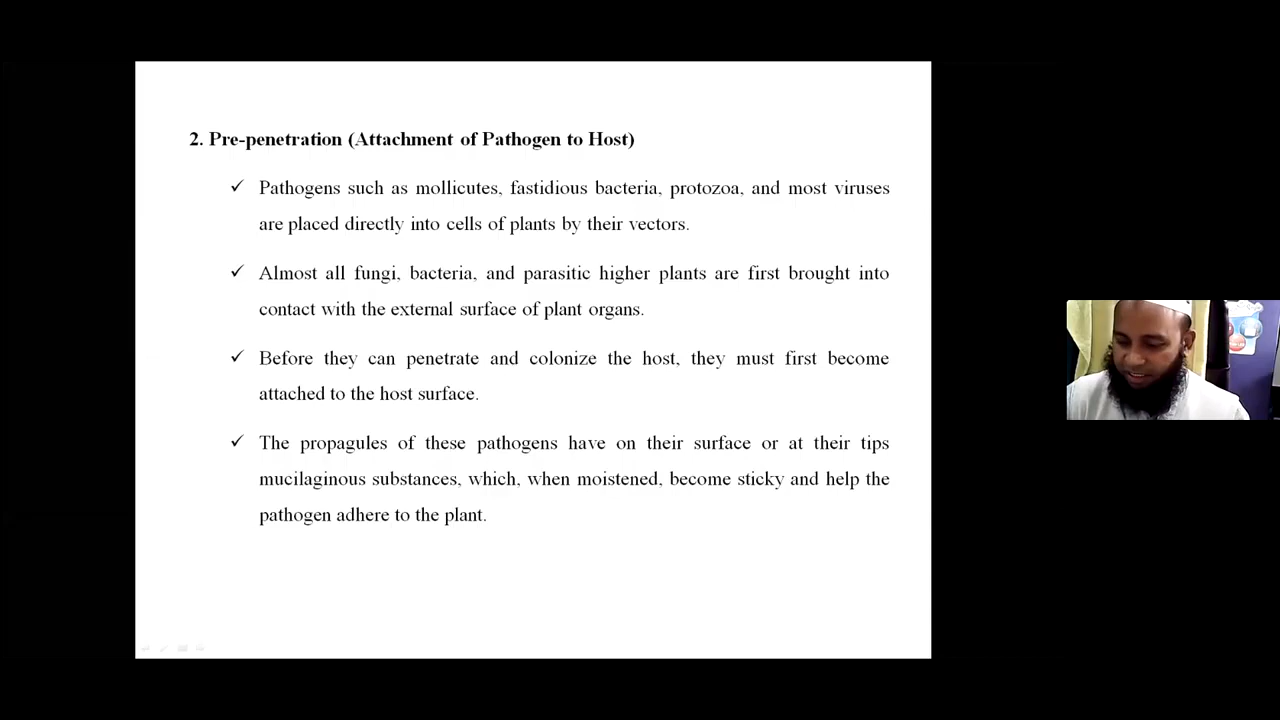 2. Pre-penetration (Attachment of Pathogen to Host)
✓ Pathogens such as mollicutes, fastidious bacteria, protozoa, and most viruses
are placed directly into cells of plants by their vectors.
✓ Almost all fungi, bacteria, and parasitic higher plants are first brought into
contact with the external surface of plant organs.
✓ Before they can penetrate and colonize the host, they must first become
attached to the host surface.
✓ The propagules of these pathogens have on their surface or at their tips
mucilaginous substances, which, when moistened, become sticky and help the
pathogen adhere to the plant.